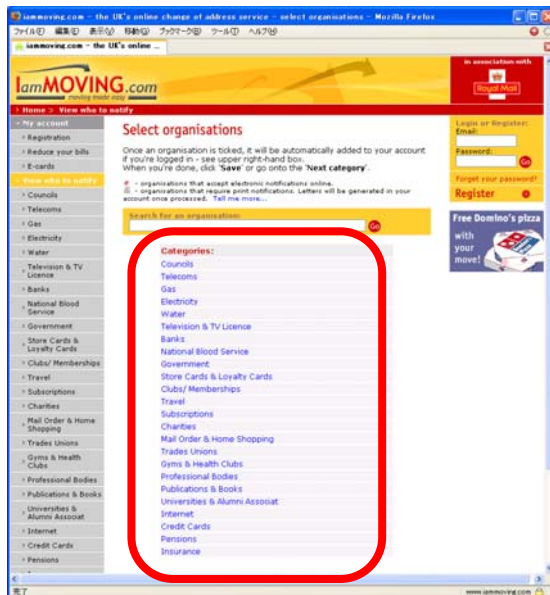 iammoving.com - the UK's online change of address service - select organisations - Mozilla Firefox
ファイル(F) 編集(E) 表示(V) 移動(G) ブックマーク(B) ツール(T) ヘルプ(H)
iammoving.com - the UK's online ...
IamMOVING.com
moving made easy
in association with
Royal Mail
Home > View who to notify
My account
Registration
Reduce your bills
E-cards
View who to notify
Councils
Telecoms
Gas
Electricity
Water
Television & TV
Licence
Banks
National Blood
Service
Government
Store Cards &
Loyalty Cards
Clubs/ Memberships
Travel
Subscriptions
Charities
Mail Order & Home
Shopping
Trades Unions
Gyms & Health
Clubs
Professional Bodies
Publications & Books
Universities &
Alumni Associat
Internet
Credit Cards
Pensions
Select organisations
Once an organisation is ticked, it will be automatically added to your account
if you're logged in - see upper right-hand box.
When you're done, click 'Save' or go onto the 'Next category'.
- organisations that accept electronic notifications online.
- organisations that require print notifications. Letters will be generated in your
account once processed. Tell me more...
Search for an organisation:
Go
Categories:
Councils
Telecoms
Gas
Electricity
Water
Television & TV Licence
Banks
National Blood Service
Government
Store Cards & Loyalty Cards
Clubs/ Memberships
Travel
Subscriptions
Charities
Mail Order & Home Shopping
Trades Unions
Gyms & Health Clubs
Professional Bodies
Publications & Books
Universities & Alumni Associat
Internet
Credit Cards
Pensions
Insurance
Login or Register:
Email:
Password:
Go
Forgot your password?
Register
Free Domino's pizza
with
your
move!
完了
www.iammoving.com